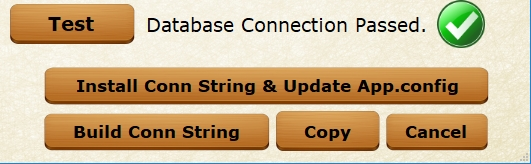 Test Database Connection Passed.
Install Conn String & Update App.config
Build Conn String Copy Cancel